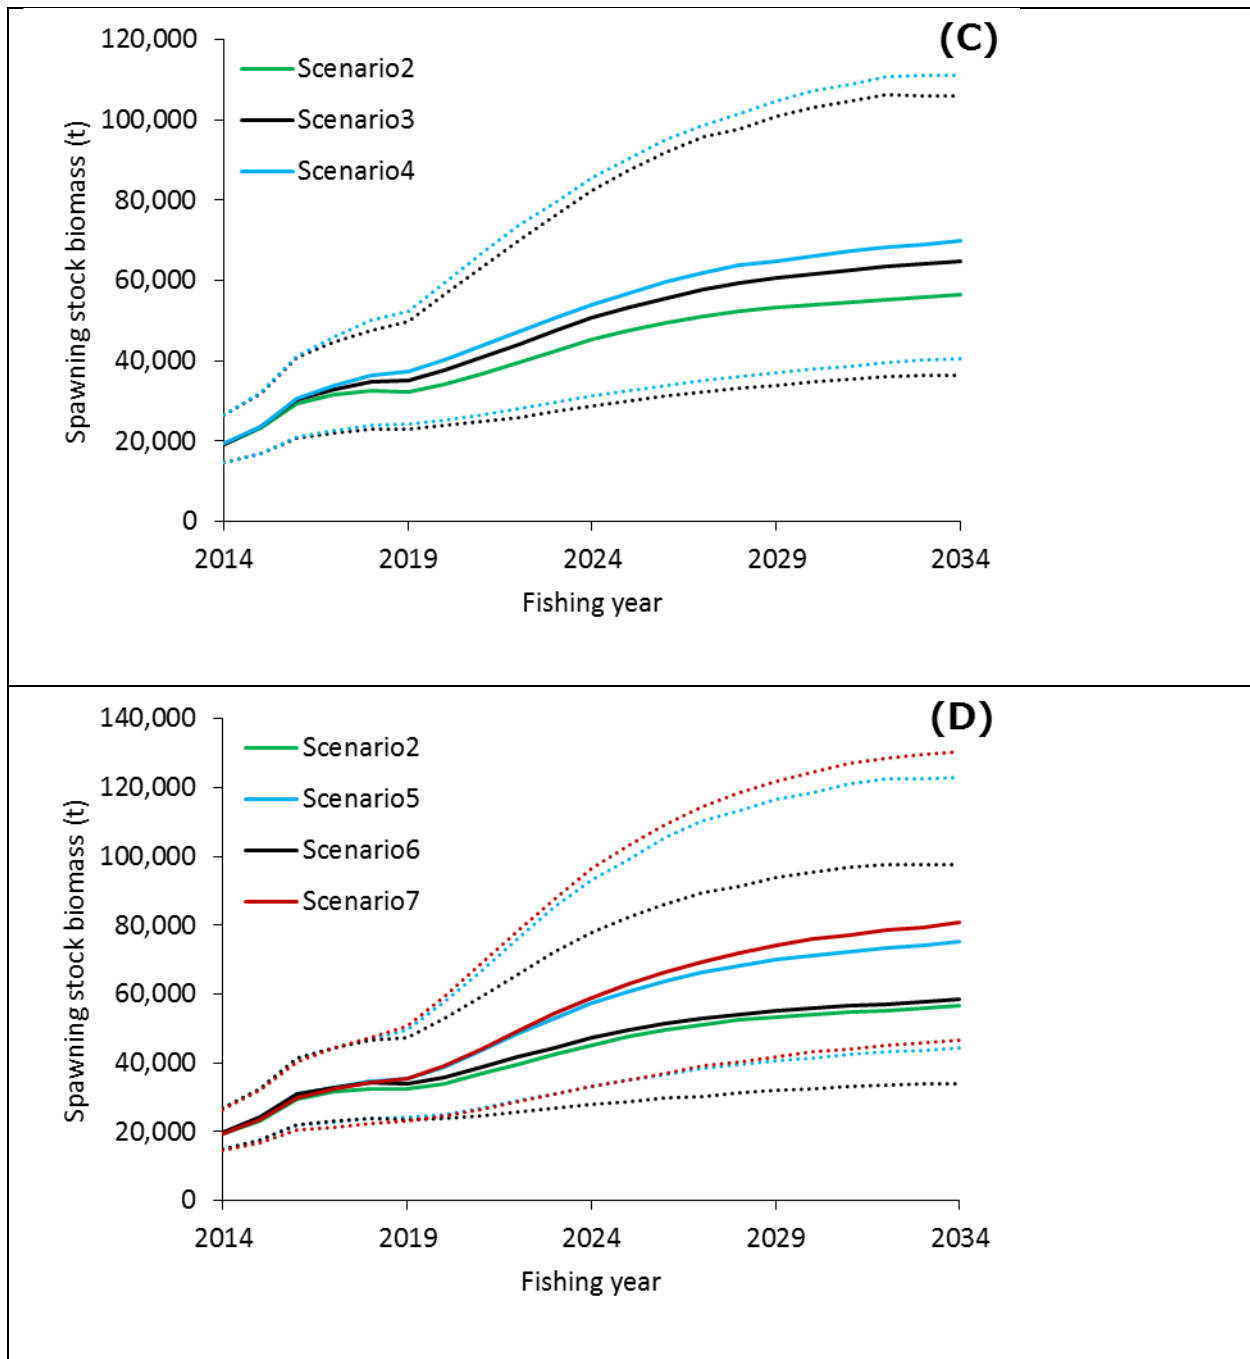 (C)
120,000
100,000
80,000
60,000
40,000
20,000
0
Spawning stock biomass (t)
Scenario2
Scenario3
Scenario4
2014 2019 2024 2029 2034
Fishing year
(D)
140,000
120,000
100,000
80,000
60,000
40,000
20,000
0
Spawning stock biomass (t)
Scenario2
Scenario5
Scenario6
Scenario7
2014 2019 2024 2029 2034
Fishing year